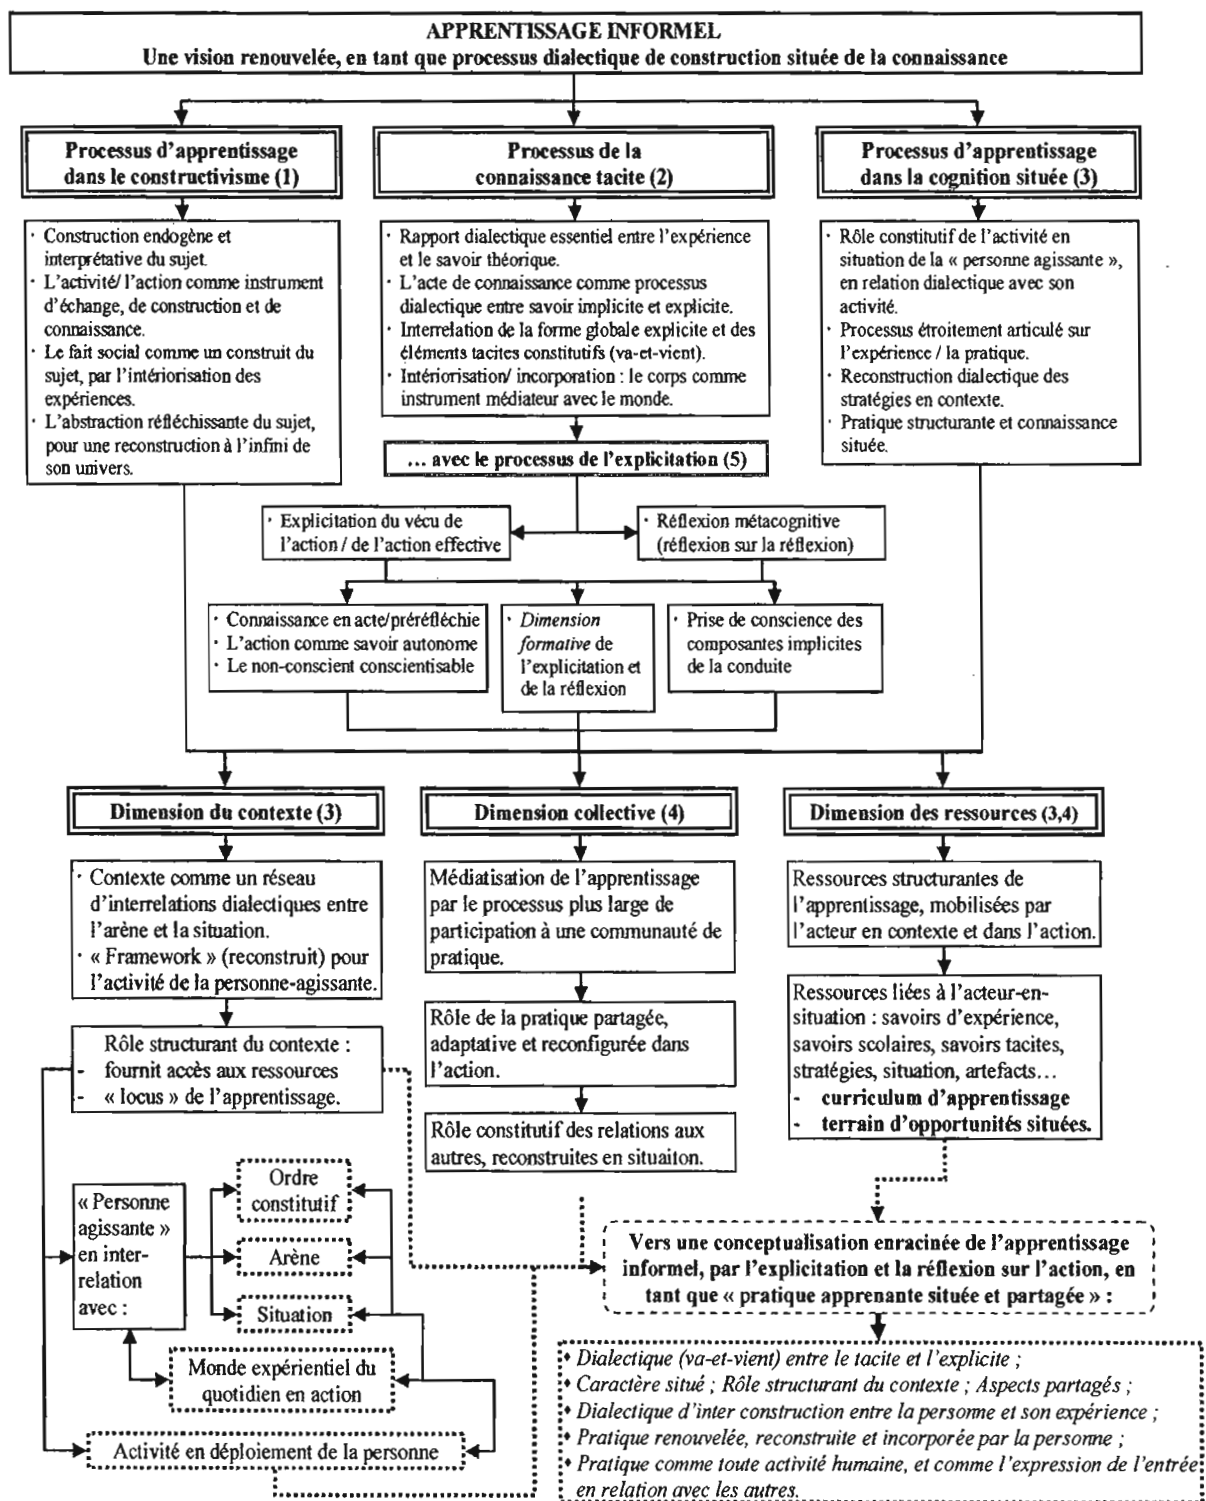 APPRENTISSAGE INFORMEL
Une vision renouvelée, en tant que processus dialectique de construction située de la connaissance
Processus d'apprentissage
dans le constructivisme (1)
Processus de la
connaissance tacite (2)
Processus d'apprentissage
dans la cognition située (3)
· Construction endogène et
interprétative du sujet.
· L'activité/ l'action comme instrument
d'échange, de construction et de
connaissance.
· Le fait social comme un construit du
sujet, par l'intériorisation des
expériences.
· L'abstraction réfléchissante du sujet,
pour une reconstruction à l'infini de
son univers.
· Rapport dialectique essentiel entre l'expérience
et le savoir théorique.
· L'acte de connaissance comme processus
dialectique entre savoir implicite et explicite.
· Interrelation de la forme globale explicite et des
éléments tacites constitutifs (va-et-vient).
· Intériorisation/ incorporation : le corps comme
instrument médiateur avec le monde.
· Rôle constitutif de l'activité en
situation de la « personne agissante »,
en relation dialectique avec son
activité.
· Processus étroitement articulé sur
l'expérience / la pratique.
· Reconstruction dialectique des
stratégies en contexte.
· Pratique structurante et connaissance
située.
... avec le processus de l'explicitation (5)
· Explicitation du vécu de
l'action / de l'action effective
· Réflexion métacognitive
(réflexion sur la réflexion)
· Connaissance en acte/préréfléchie
· L'action comme savoir autonome
· Le non-conscient conscientisable
· Dimension
formative de
l'explicitation et
de la réflexion
· Prise de conscience des
composantes implicites
de la conduite
Dimension du contexte (3)
Dimension collective (4)
Dimension des ressources (3,4)
· Contexte comme un réseau
d'interrelations dialectiques entre
l'arène et la situation.
· « Framework » (reconstruit) pour
l'activité de la personne-agissante.
Rôle structurant du contexte :
- fournit accès aux ressources
- « locus » de l'apprentissage.
Médiatisation de l'apprentissage
par le processus plus large de
participation à une communauté de
pratique.
Rôle de la pratique partagée,
adaptative et reconfigurée dans
l'action.
Rôle constitutif des relations aux
autres, reconstruites en situaiton.
Ressources structurantes de
l'apprentissage, mobilisées par
l'acteur en contexte et dans l'action.
Ressources liées à l'acteur-en-
situation : savoirs d'expérience,
savoirs scolaires, savoirs tacites,
stratégies, situation, artefacts…
- curriculum d'apprentissage
- terrain d'opportunités situées.
« Personne
agissante »
en inter-
relation
avec :
Ordre
constitutif
Arène
Situation
Monde expérientiel du
quotidien en action
Activité en déploiement de la personne
Vers une conceptualisation enracinée de l'apprentissage
informel, par l'explicitation et la réflexion sur l'action, en
tant que « pratique apprenante située et partagée » :
♦ Dialectique (va-et-vient) entre le tacite et l'explicite ;
♦ Caractère situé ; Rôle structurant du contexte ; Aspects partagés ;
♦ Dialectique d'inter construction entre la personne et son expérience ;
♦ Pratique renouvelée, reconstruite et incorporée par la personne ;
♦ Pratique comme toute activité humaine, et comme l'expression de l'entrée
en relation avec les autres.